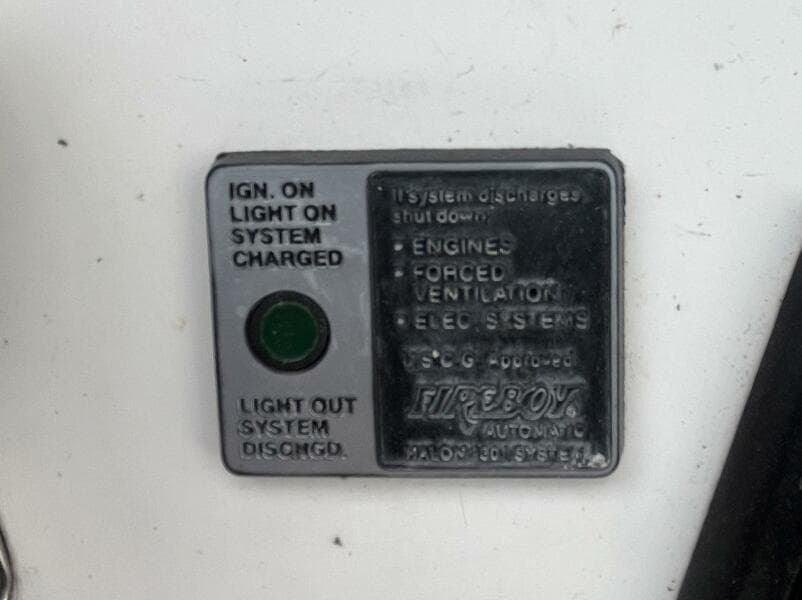 IGN. ON
LIGHT ON
SYSTEM
CHARGED
LIGHT OUT
SYSTEM
DISCHGD.
If system discharges
shut down:
• ENGINES
• FORCED
VENTILATION
• ELEC. SYSTEMS
U.S.C.G. Approved
FIREBOY®
AUTOMATIC
HALON 1301 SYSTEM